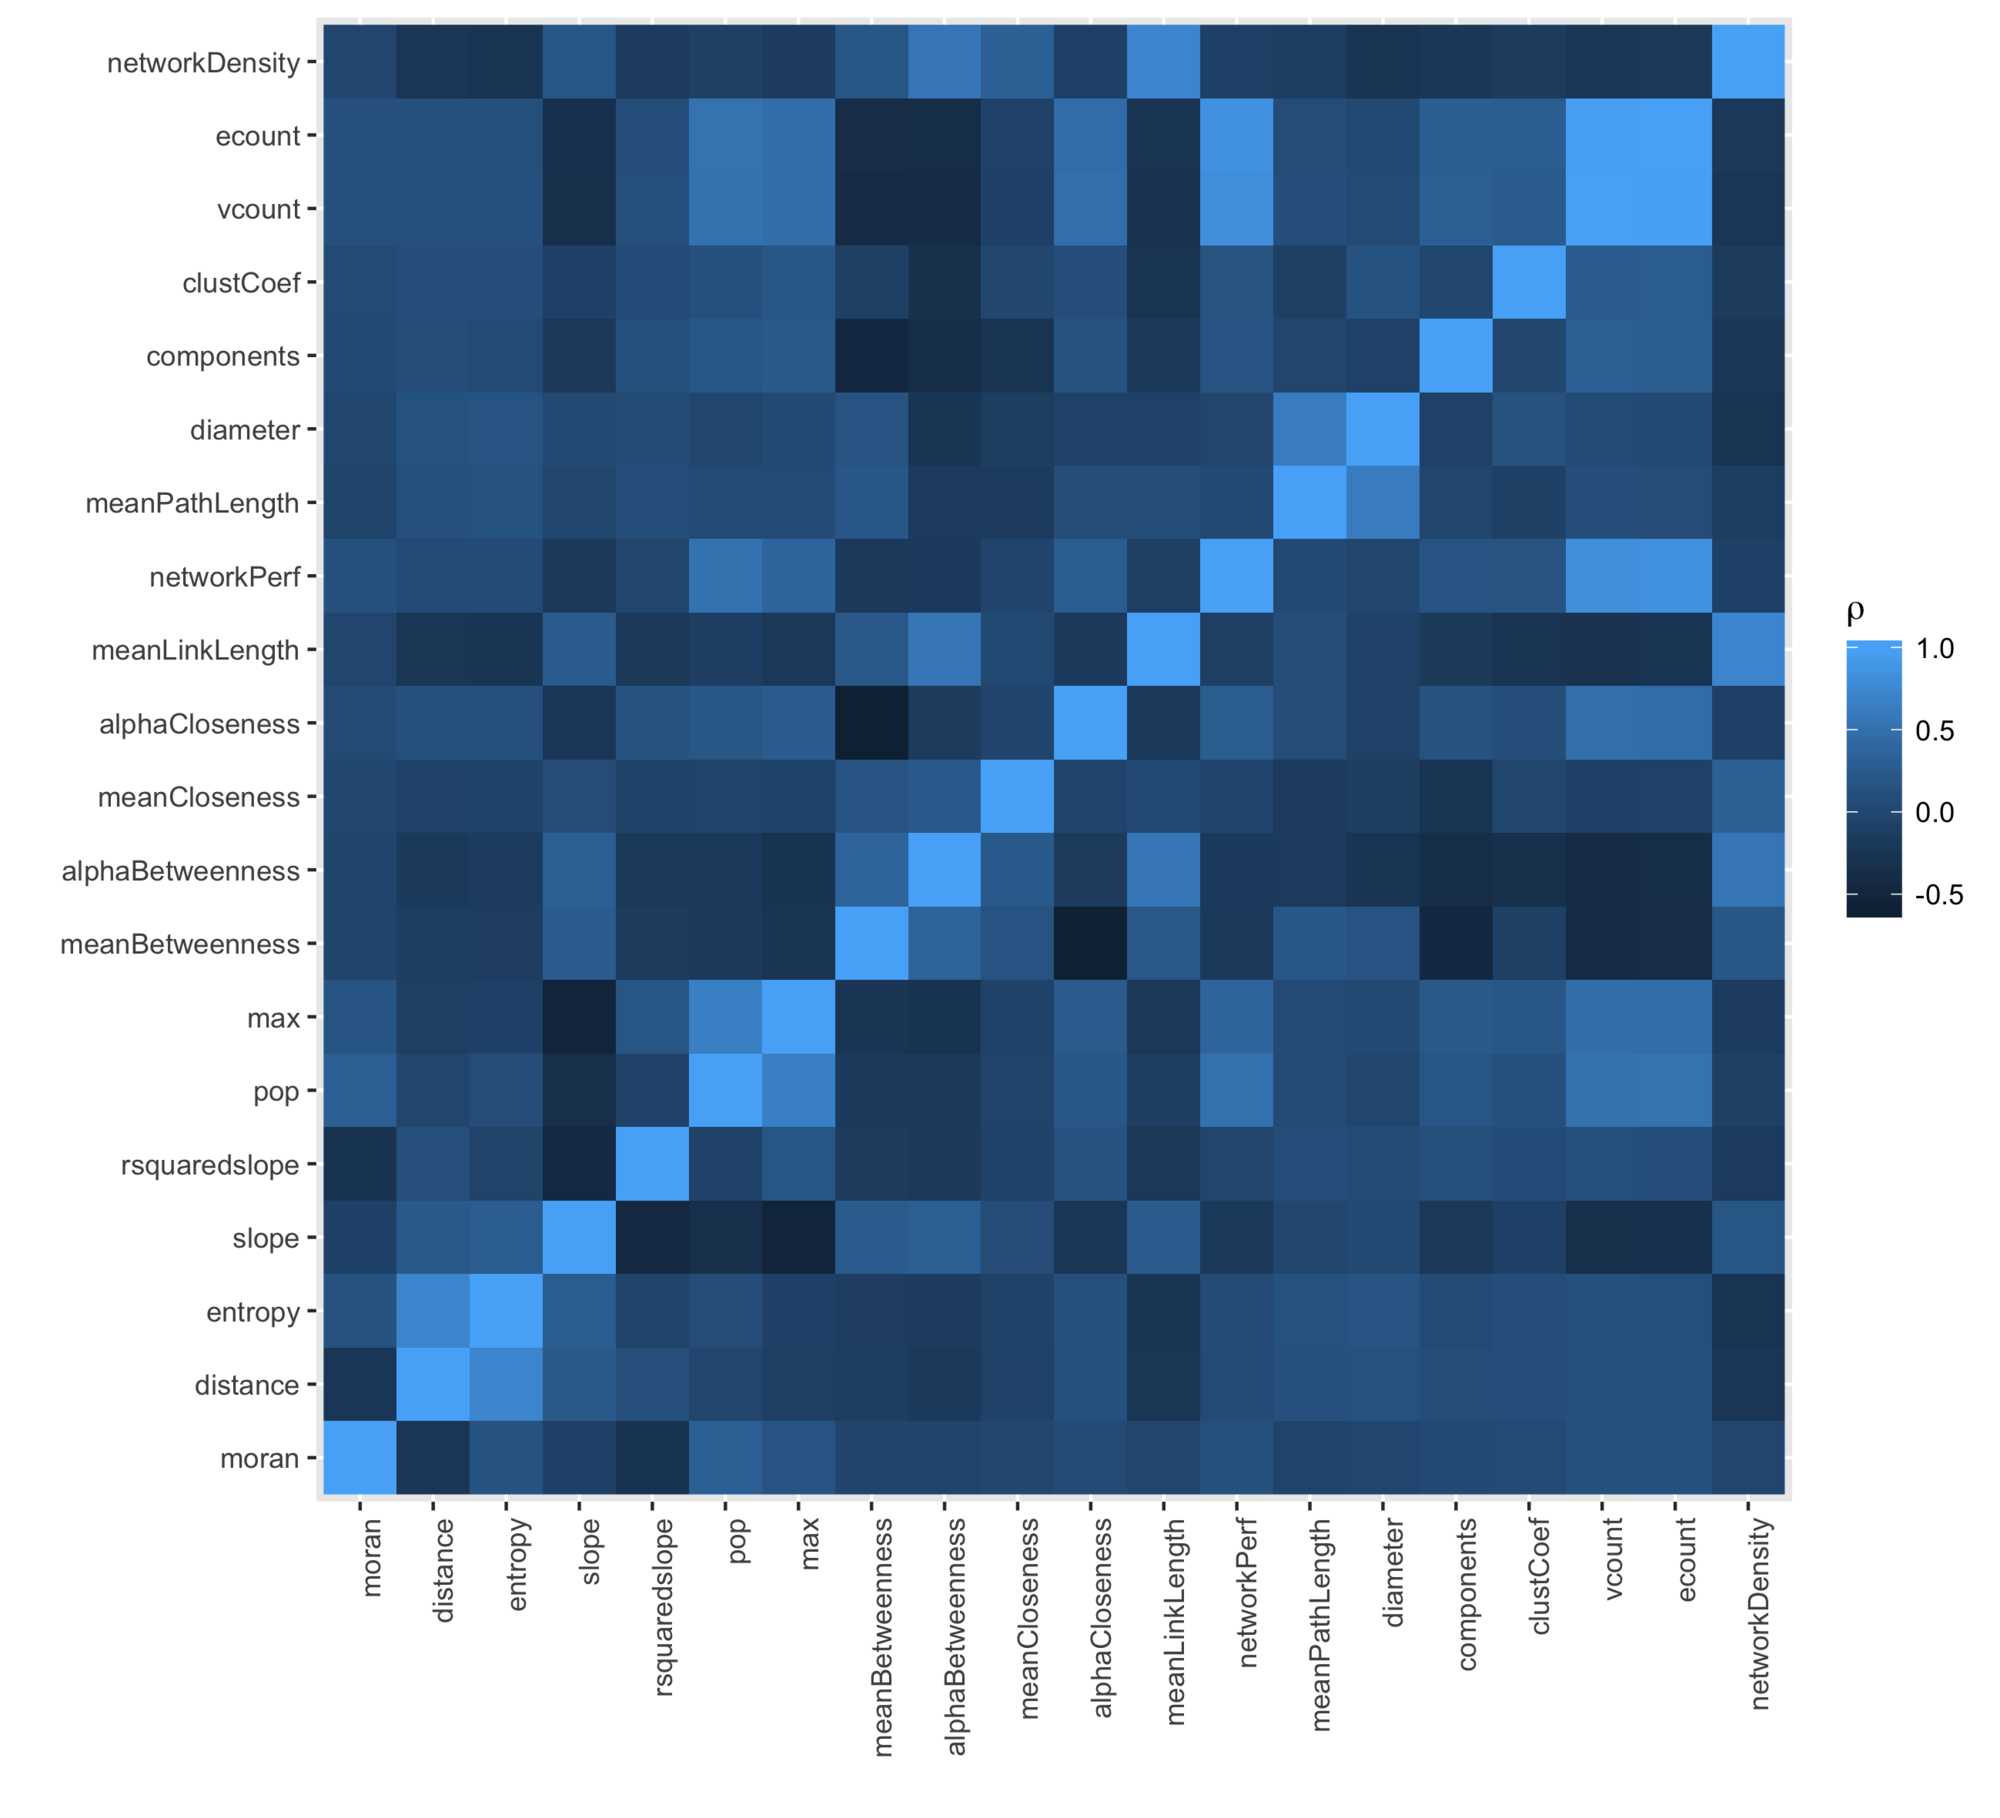 networkDensity
ecount
vcount
clustCoef
components
diameter
meanPathLength
networkPerf
meanLinkLength
alphaCloseness
meanCloseness
alphaBetweenness
meanBetweenness
max
pop
rsquaredslope
slope
entropy
distance
moran
moran
distance
entropy
slope
rsquaredslope
pop
max
meanBetweenness
alphaBetweenness
meanCloseness
alphaCloseness
meanLinkLength
networkPerf
meanPathLength
diameter
components
clustCoef
vcount
ecount
networkDensity
ρ
1.0
0.5
0.0
-0.5